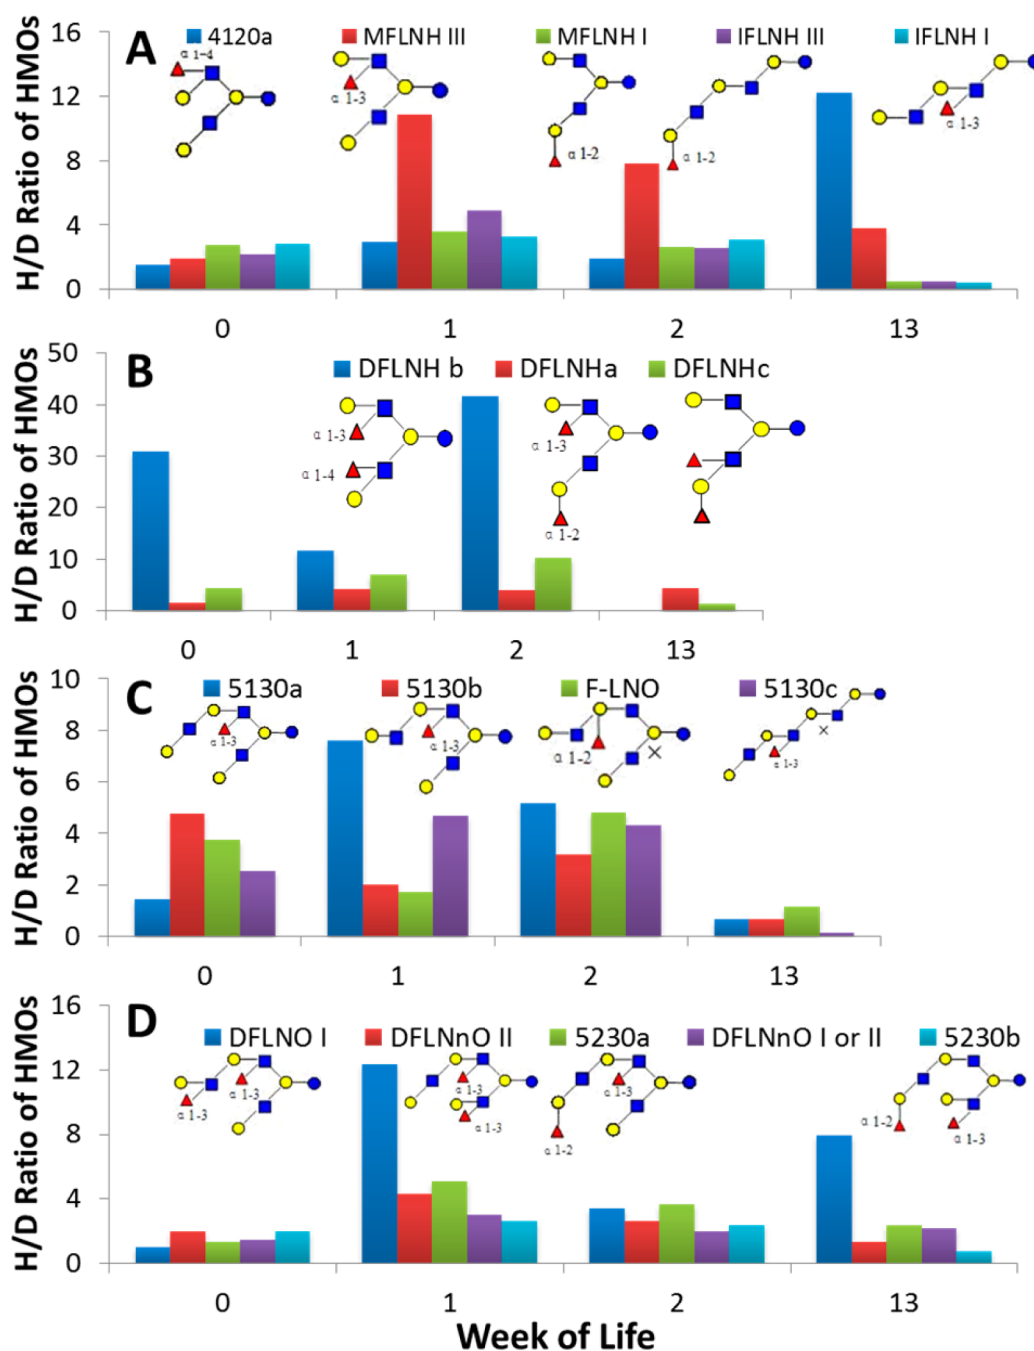 A
4120a MFLNH III MFLNH I IFLNH III IFLNH I
α 1-4
α 1-3
α 1-2
α 1-2
α 1-3
H/D Ratio of HMOs
16
12
8
4
0
0 1 2 13
B
DFLNH b DFLNHa DFLNHc
α 1-3
α 1-4
α 1-3
α 1-2
H/D Ratio of HMOs
50
40
30
20
10
0
0 1 2 13
C
5130a 5130b F-LNO 5130c
α 1-3
α 1-3
α 1-2
α 1-3
H/D Ratio of HMOs
10
8
6
4
2
0
0 1 2 13
D
DFLNO I DFLNnO II 5230a DFLNnO I or II 5230b
α 1-3
α 1-3
α 1-3
α 1-3
α 1-3
α 1-2
α 1-2
α 1-3
H/D Ratio of HMOs
16
12
8
4
0
0 1 2 13
Week of Life